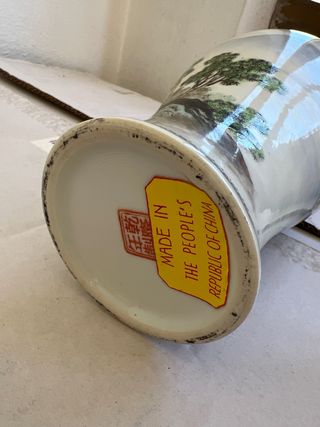 MADE IN
THE PEOPLE'S
REPUBLIC OF CHINA